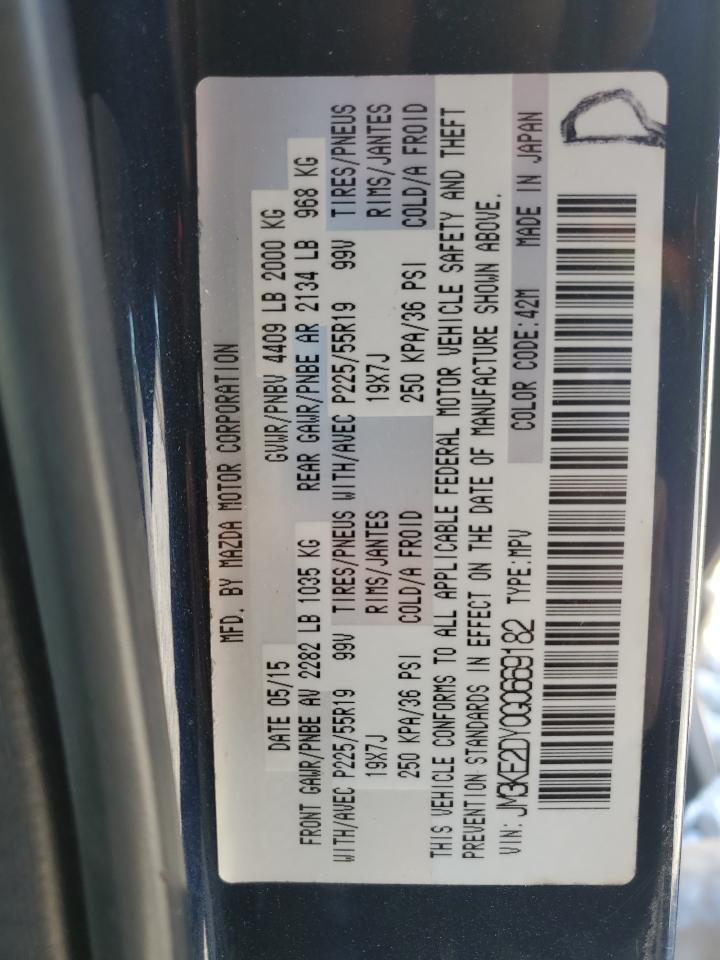 MFD. BY MAZDA MOTOR CORPORATION
DATE 05/15 GVWR/PNBV 4409 LB 2000 KG
FRONT GAWR/PNBE AV 2282 LB 1035 KG REAR GAWR/PNBE AR 2134 LB 968 KG
WITH/AVEC P225/55R19 99V TIRES/PNEUS WITH/AVEC P225/55R19 99V TIRES/PNEUS
19X7J RIMS/JANTES 19X7J RIMS/JANTES
250 KPA/36 PSI COLD/A FROID 250 KPA/36 PSI COLD/A FROID
THIS VEHICLE CONFORMS TO ALL APPLICABLE FEDERAL MOTOR VEHICLE SAFETY AND THEFT
PREVENTION STANDARDS IN EFFECT ON THE DATE OF MANUFACTURE SHOWN ABOVE.
VIN: JM3KE2DY0G0669182 TYPE:MPV COLOR CODE:42M MADE IN JAPAN
D